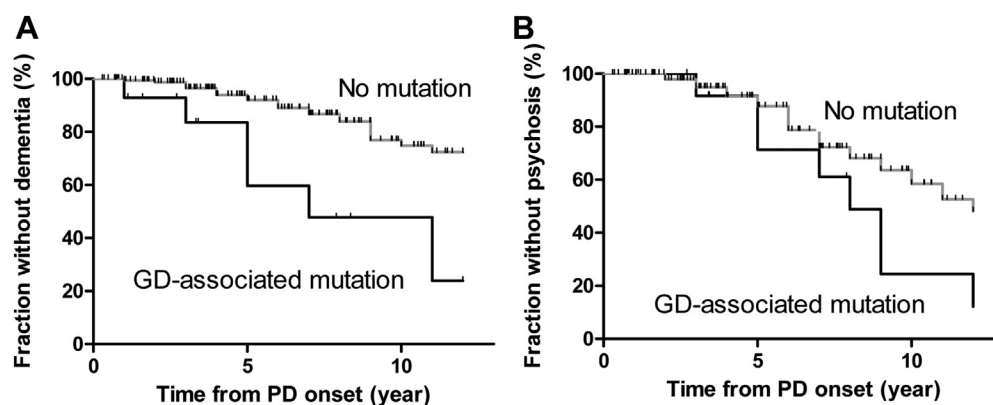 A
Fraction without dementia (%)
100
80
60
40
20
0
No mutation
GD-associated mutation
0 5 10
Time from PD onset (year)
B
Fraction without psychosis (%)
100
80
60
40
20
0
No mutation
GD-associated mutation
0 5 10
Time from PD onset (year)